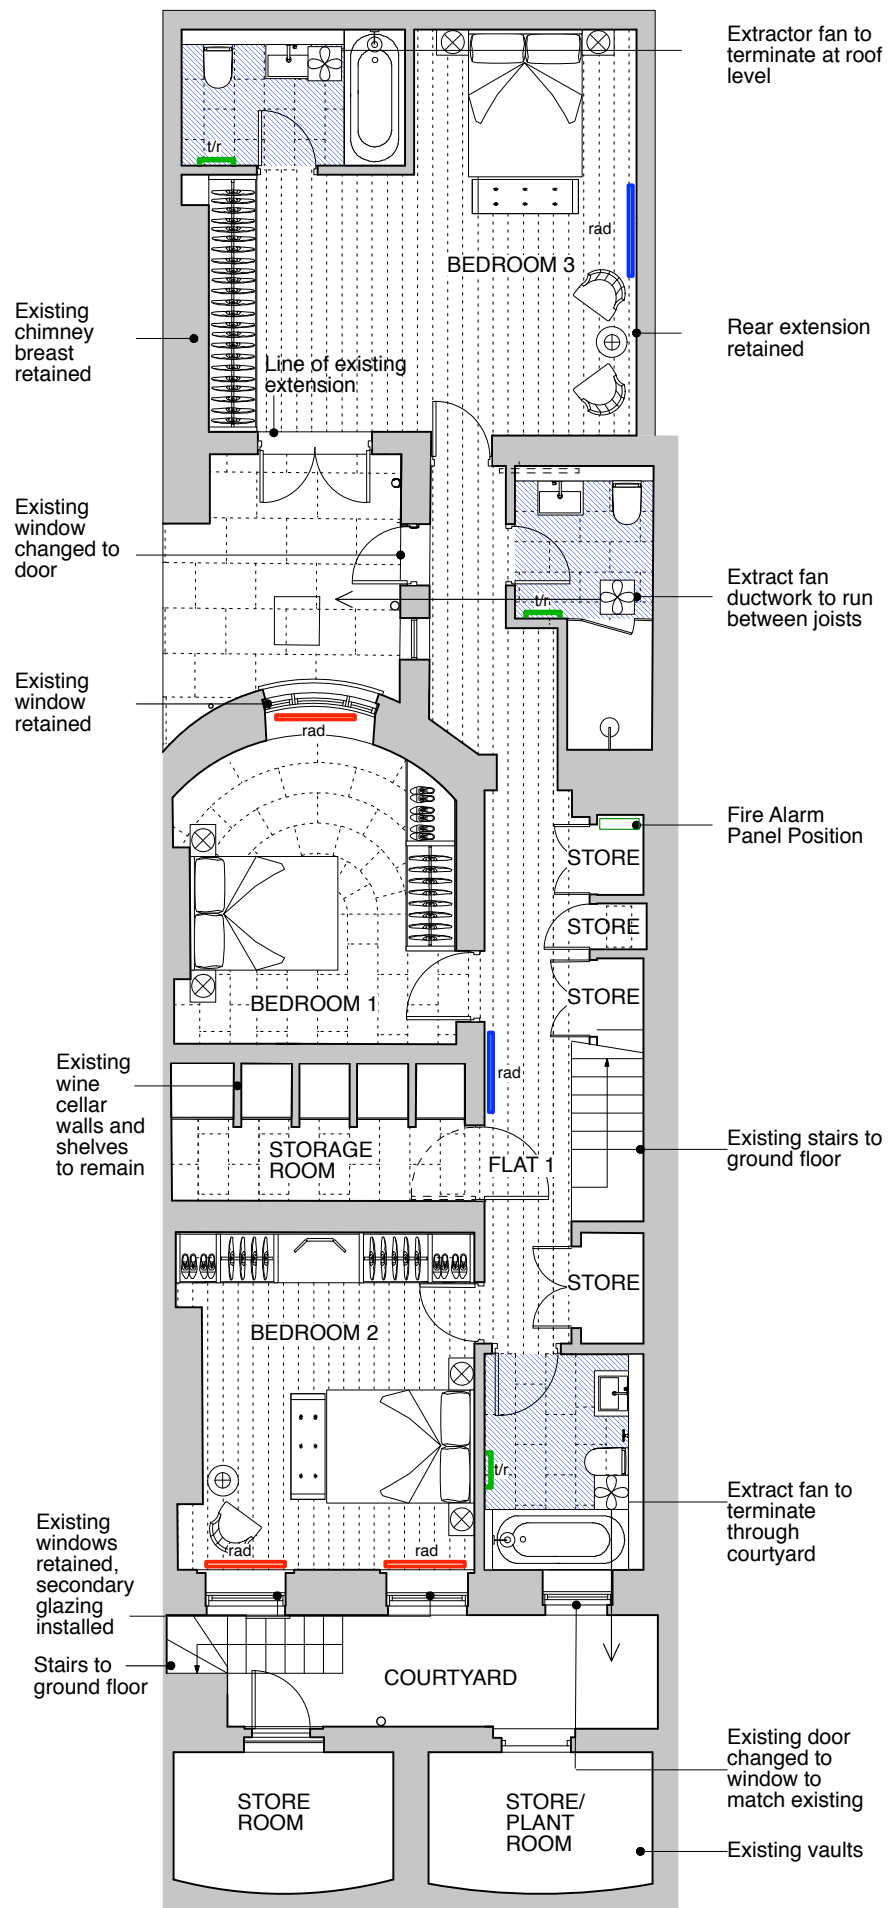 Extractor fan to
terminate at roof
level
t/r
rad
BEDROOM 3
Existing
chimney
breast
retained
Rear extension
retained
Line of existing
extension
Existing
window
changed to
door
Extract fan
ductwork to run
between joists
t/r
Existing
window
retained
rad
Fire Alarm
Panel Position
STORE
STORE
STORE
BEDROOM 1
Existing
wine
cellar
walls and
shelves
to remain
rad
STORAGE
ROOM
FLAT 1
Existing stairs to
ground floor
STORE
BEDROOM 2
t/r
Extract fan to
terminate
through
courtyard
Existing
windows
retained,
secondary
glazing
installed
rad
rad
Stairs to
ground floor
COURTYARD
Existing door
changed to
window to
match existing
STORE
ROOM
STORE/
PLANT
ROOM
Existing vaults